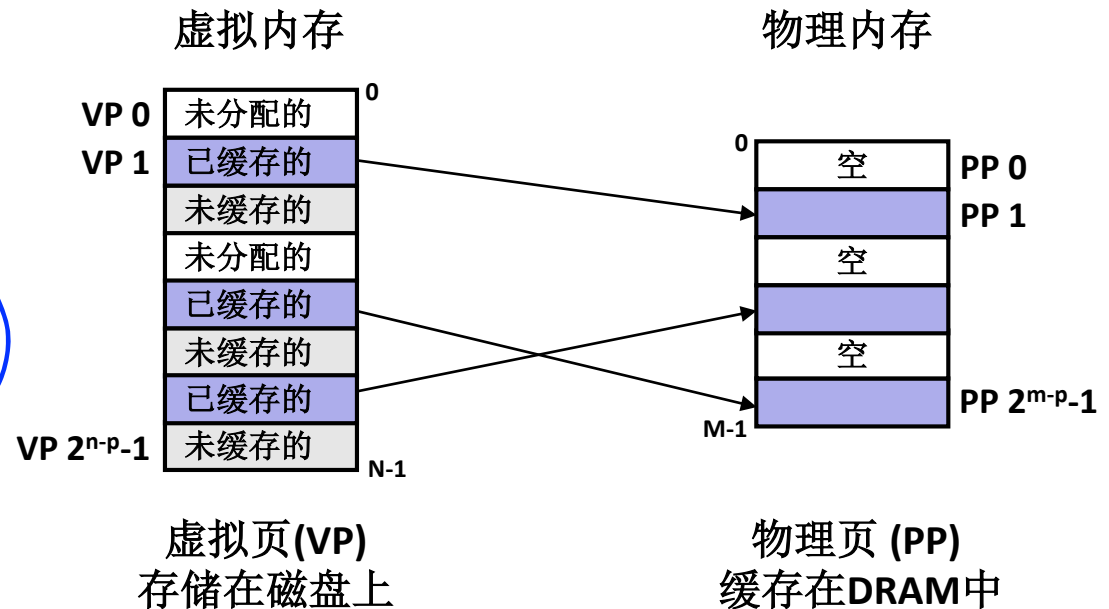 虚拟内存
物理内存
0
VP 0 未分配的
VP 1 已缓存的
未缓存的
未分配的
已缓存的
未缓存的
已缓存的
VP 2ⁿ⁻ᵖ-1 未缓存的
N-1
0
空 PP 0
PP 1
空
空
PP 2ᵐ⁻ᵖ-1
M-1
虚拟页(VP)
存储在磁盘上
物理页 (PP)
缓存在DRAM中